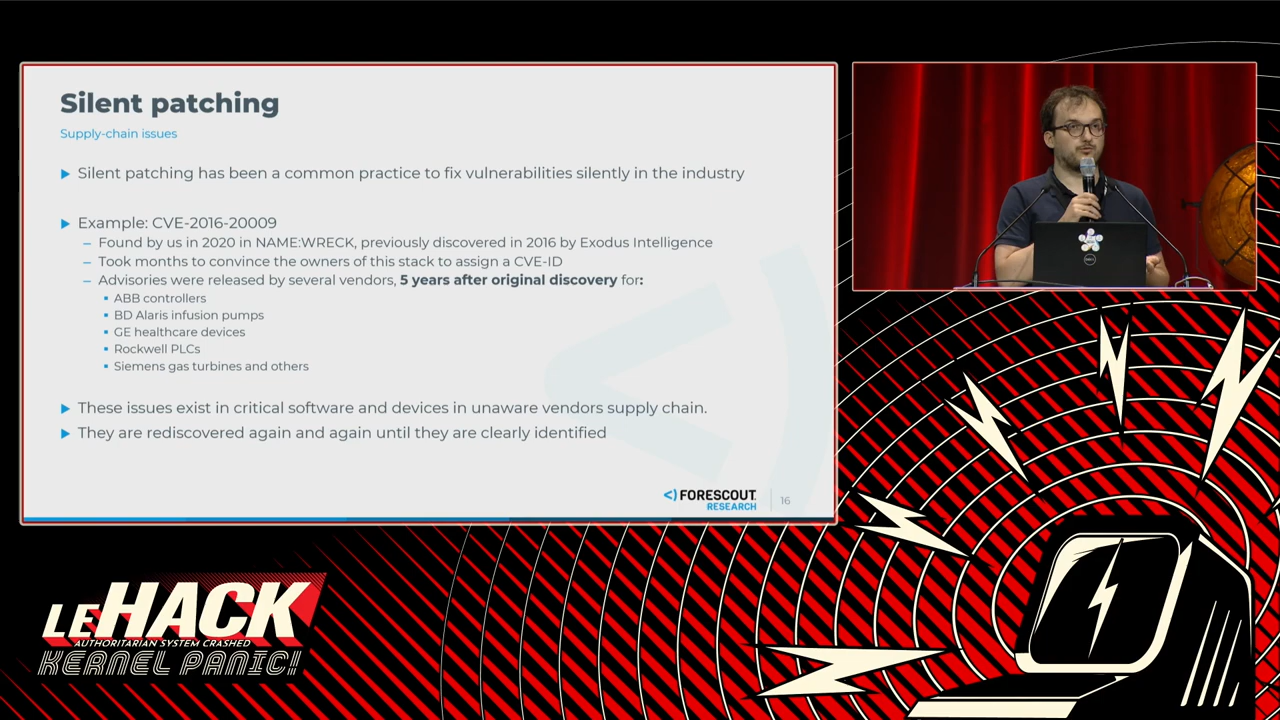 Silent patching
Supply-chain issues
Silent patching has been a common practice to fix vulnerabilities silently in the industry
Example: CVE-2016-20009
– Found by us in 2020 in NAME:WRECK, previously discovered in 2016 by Exodus Intelligence
– Took months to convince the owners of this stack to assign a CVE-ID
– Advisories were released by several vendors, 5 years after original discovery for:
ABB controllers
BD Alaris infusion pumps
GE healthcare devices
Rockwell PLCs
Siemens gas turbines and others
These issues exist in critical software and devices in unaware vendors supply chain.
They are rediscovered again and again until they are clearly identified
<) FORESCOUT.
RESEARCH
16
DELL
LEHACK
AUTHORITARIAN SYSTEM CRASHED
KERNEL PANIC!